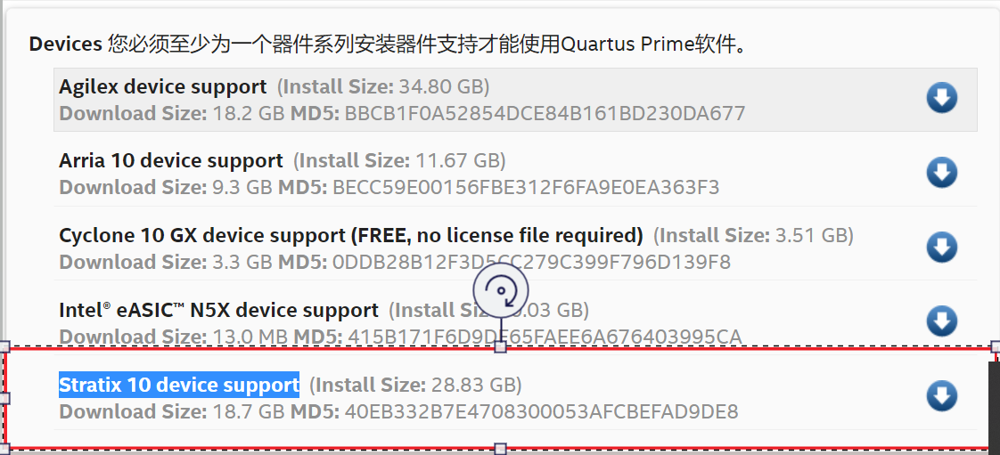 Devices 您必须至少为一个器件系列安装器件支持才能使用Quartus Prime软件。
Agilex device support (Install Size: 34.80 GB)
Download Size: 18.2 GB MD5: BBCB1F0A52854DCE84B161BD230DA677
Arria 10 device support (Install Size: 11.67 GB)
Download Size: 9.3 GB MD5: BECC59E00156FBE312F6FA9E0EA363F3
Cyclone 10 GX device support (FREE, no license file required) (Install Size: 3.51 GB)
Download Size: 3.3 GB MD5: 0DDB28B12F3D5CC279C399F796D139F8
Intel® eASIC™ N5X device support (Install .03 GB)
Download Size: 13.0 MB MD5: 415B171F6D9DF65FAEE6A676403995CA
Stratix 10 device support (Install Size: 28.83 GB)
Download Size: 18.7 GB MD5: 40EB332B7E4708300053AFCBEFAD9DE8